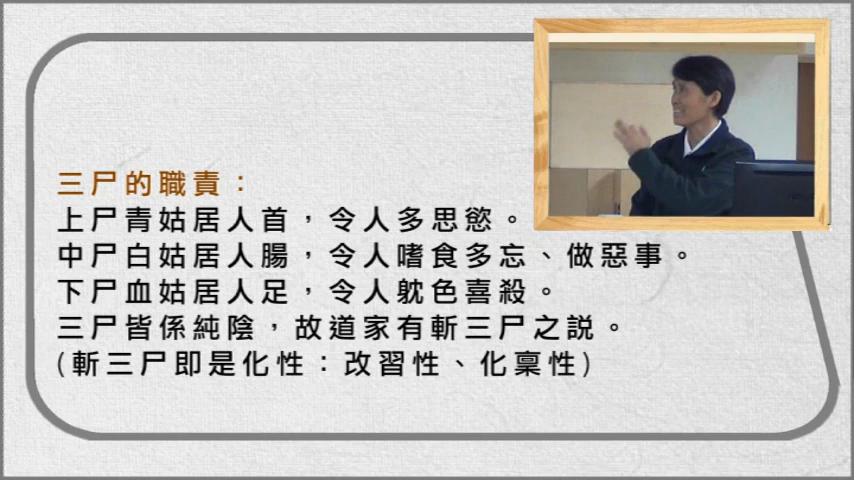 三尸的職責：
上尸青姑居人首，令人多思慾。
中尸白姑居人腸，令人嗜食多忘、做惡事。
下尸血姑居人足，令人躭色喜殺。
三尸皆係純陰，故道家有斬三尸之說。
(斬三尸即是化性：改習性、化稟性)